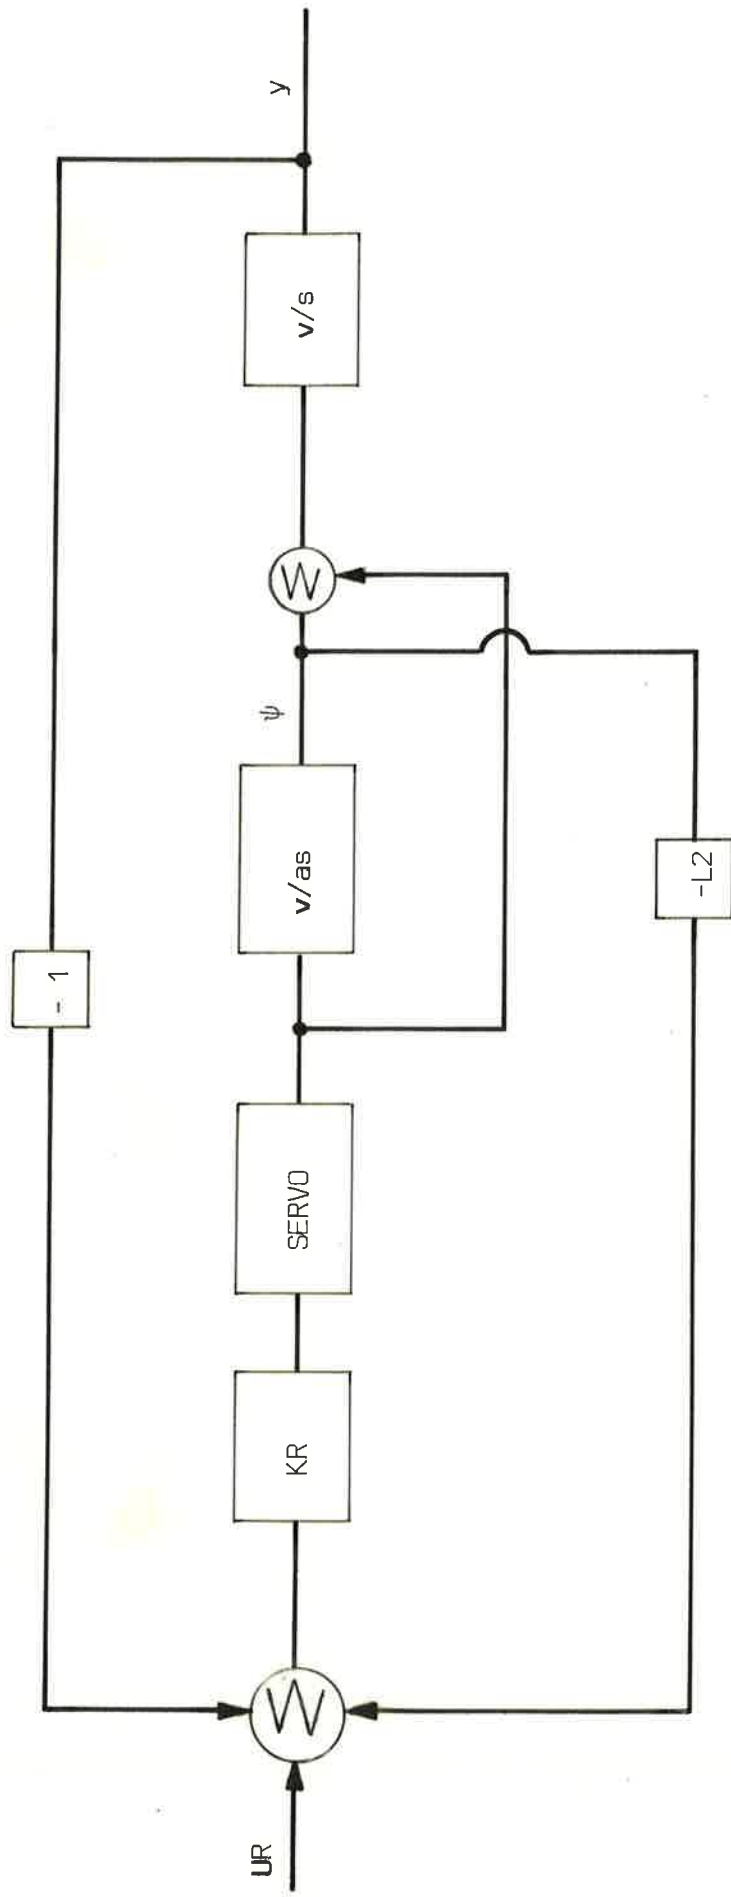 UR
Σ
KR
SERVO
v/as
ψ
Σ
v/s
y
- 1
-L2